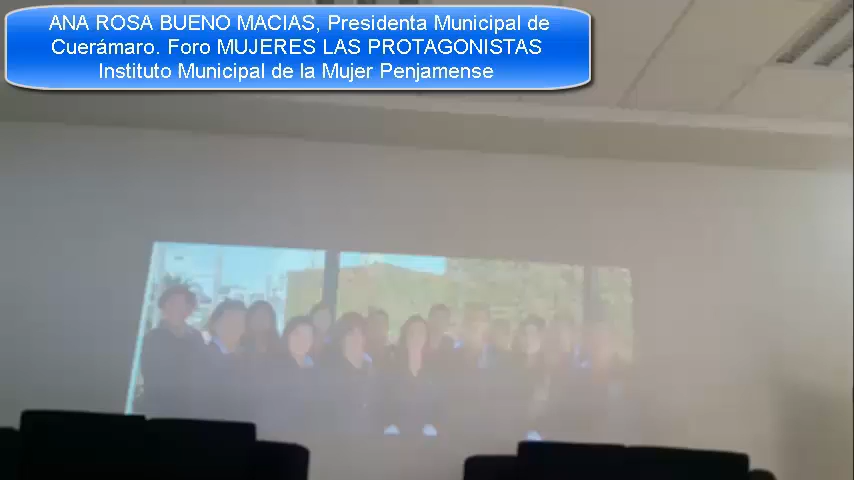 ANA ROSA BUENO MACIAS, Presidenta Municipal de
Cuerámaro. Foro MUJERES LAS PROTAGONISTAS
Instituto Municipal de la Mujer Penjamense